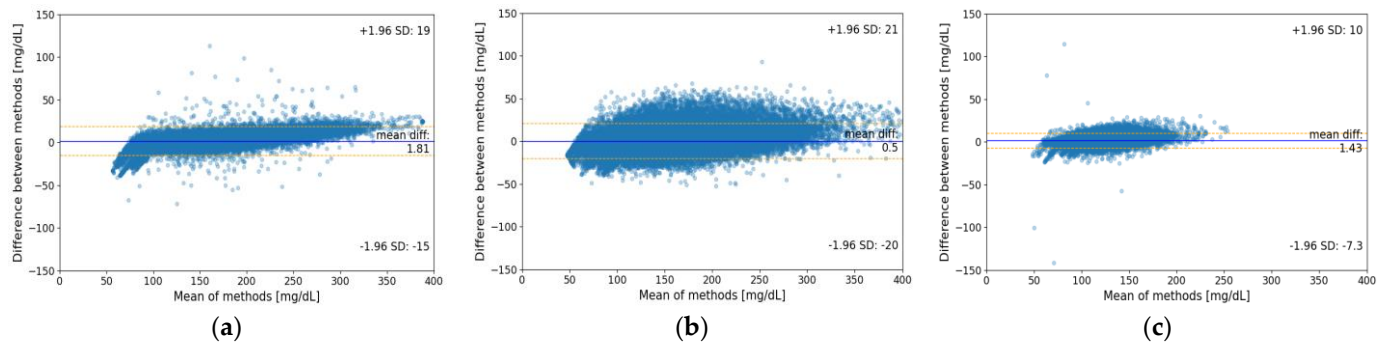 +1.96 SD: 19
Difference between methods [mg/dL]
150
100
50
0
−50
−100
−150
mean diff:
1.81
-1.96 SD: -15
0 50 100 150 200 250 300 350 400
Mean of methods [mg/dL]
(a)
+1.96 SD: 21
Difference between methods [mg/dL]
150
100
50
0
−50
−100
−150
mean diff:
0.5
-1.96 SD: -20
0 50 100 150 200 250 300 350 400
Mean of methods [mg/dL]
(b)
+1.96 SD: 10
Difference between methods [mg/dL]
150
100
50
0
−50
−100
−150
mean diff:
1.43
-1.96 SD: -7.3
0 50 100 150 200 250 300 350 400
Mean of methods [mg/dL]
(c)